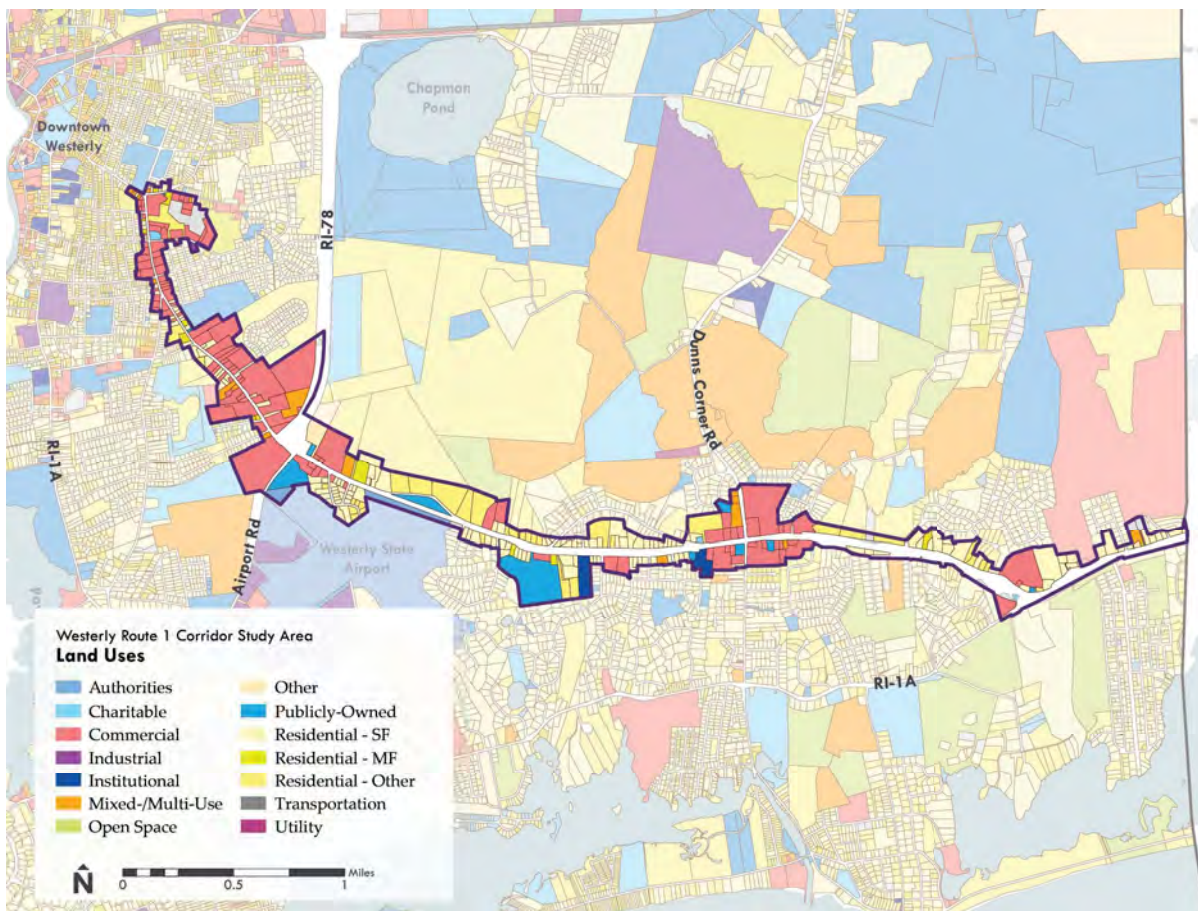 Chapman
Pond
Downtown
Westerly
RI-78
Dunns Corner Rd
RI-1A
Airport Rd
Westerly State
Airport
RI-1A
Westerly Route 1 Corridor Study Area
Land Uses
Authorities
Charitable
Commercial
Industrial
Institutional
Mixed-/Multi-Use
Open Space
Other
Publicly-Owned
Residential - SF
Residential - MF
Residential - Other
Transportation
Utility
N
0 0.5 1 Miles